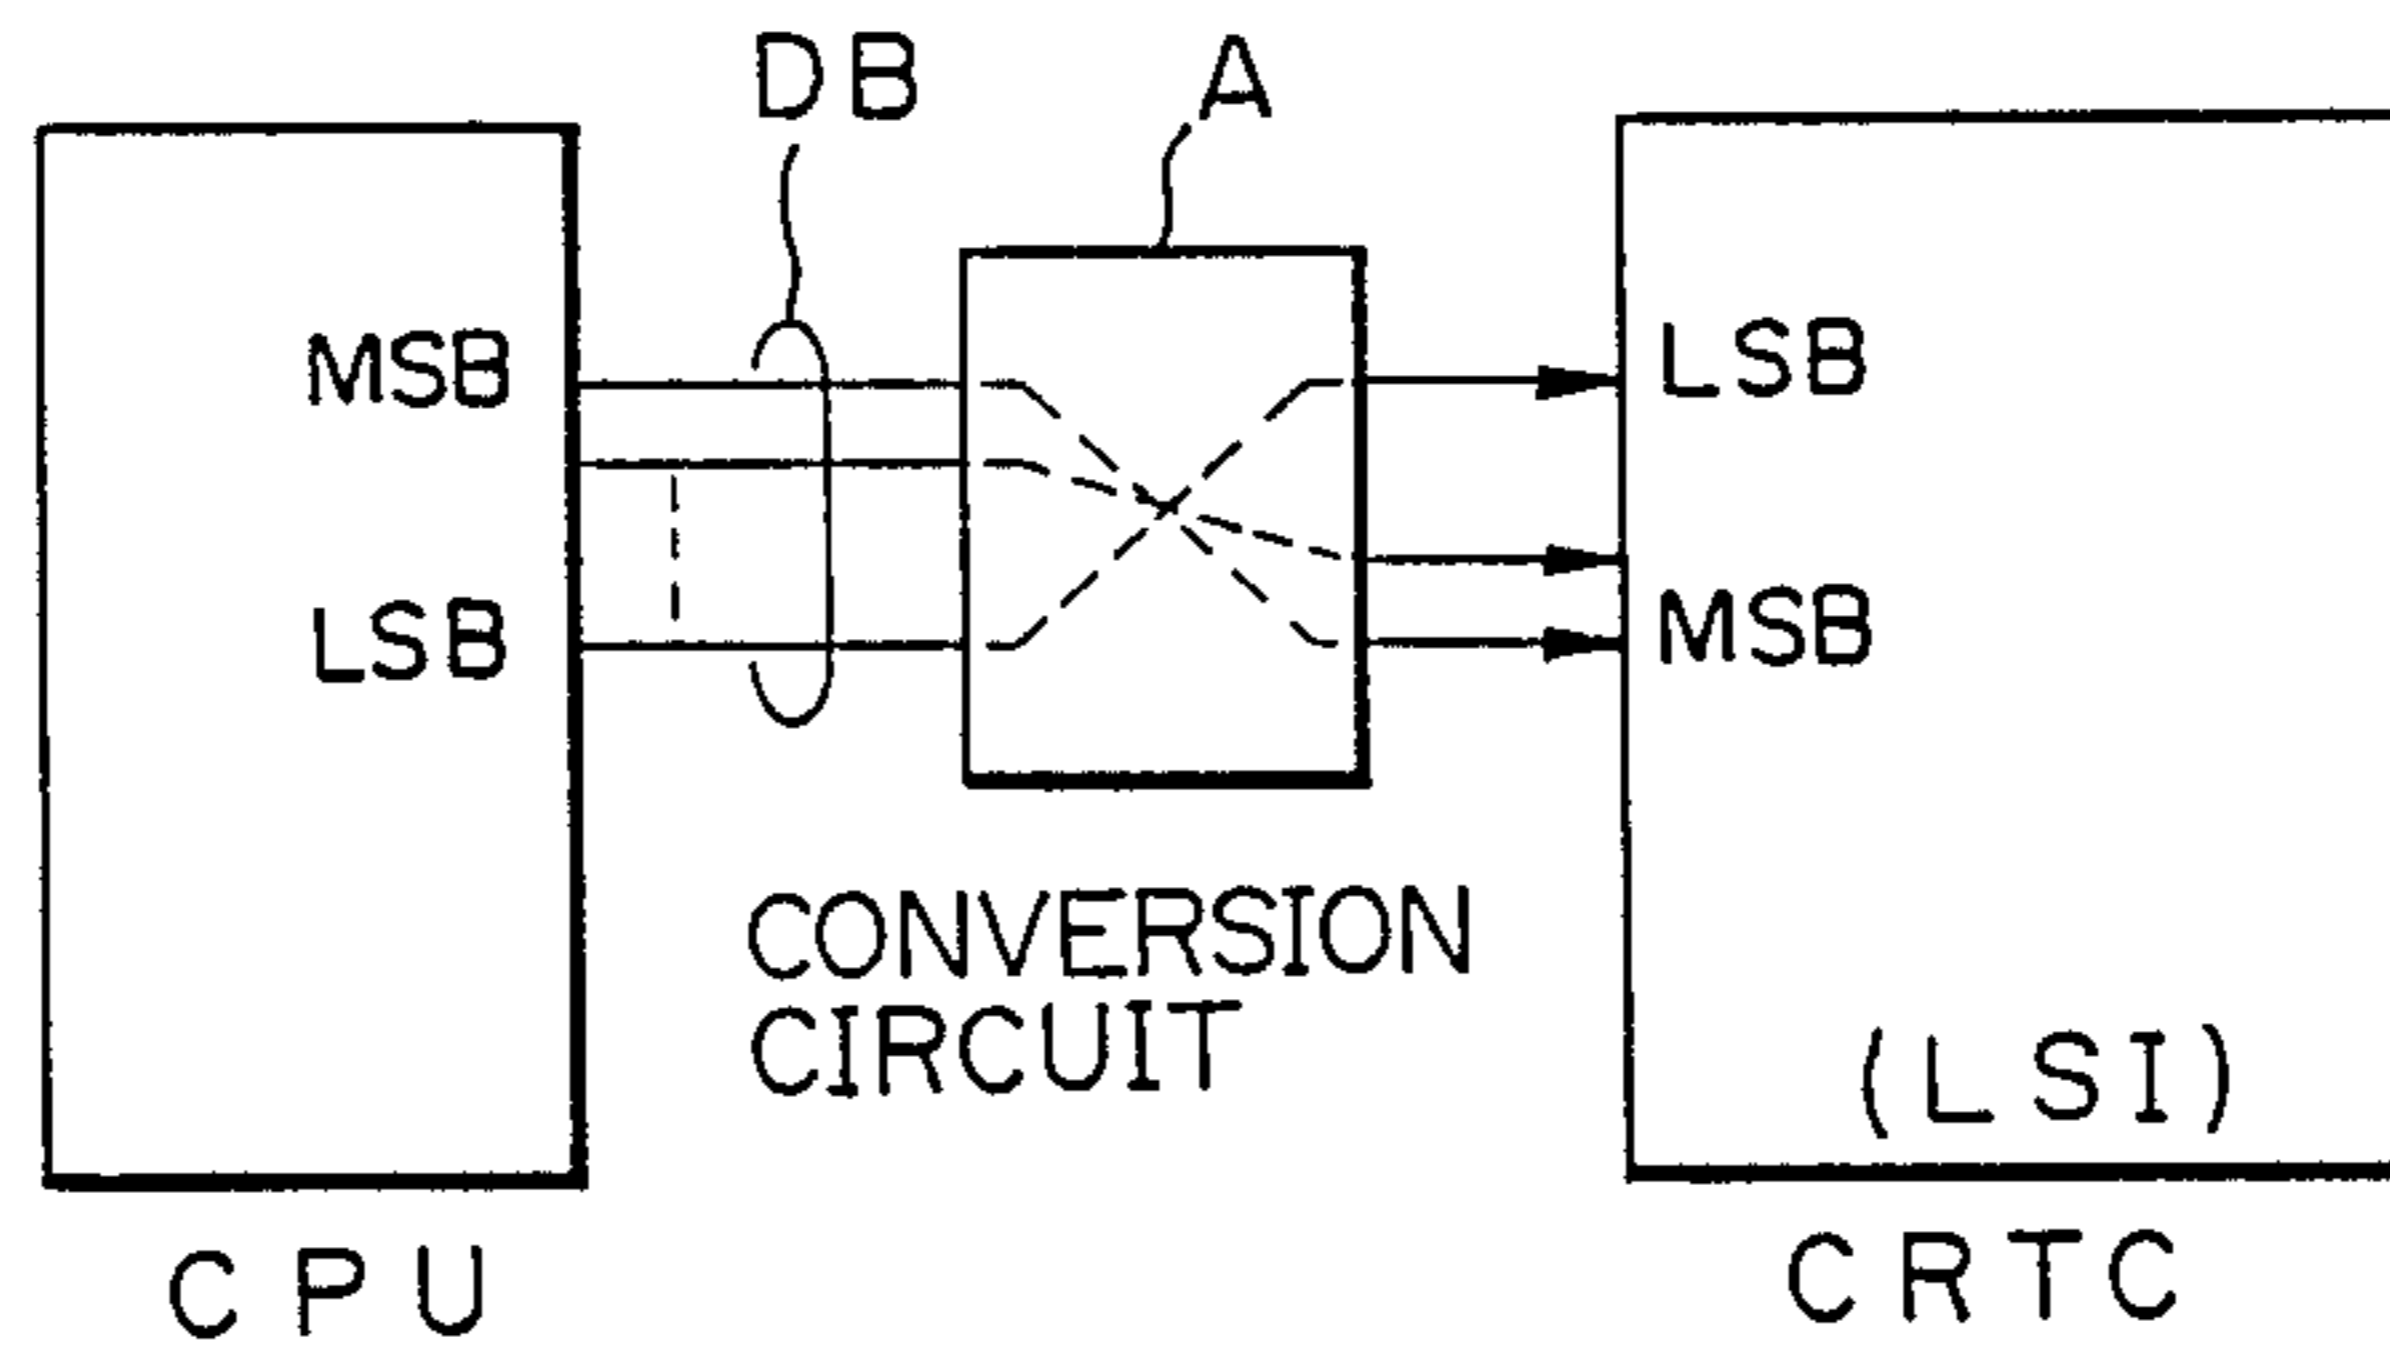 DB
A
MSB
LSB
LSB
MSB
CONVERSION
CIRCUIT
(LSI)
CPU
CRTC